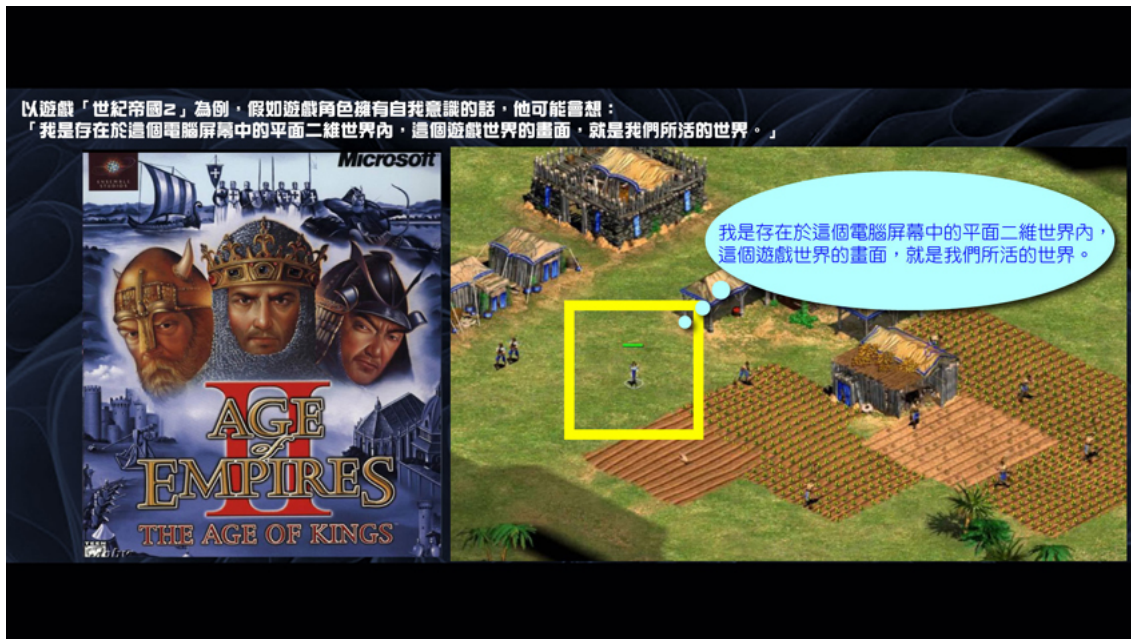 以遊戲「世紀帝國2」為例，假如遊戲角色擁有自我意識的話，他可能會想：
「我是存在於這個電腦屏幕中的平面二維世界內，這個遊戲世界的畫面，就是我們所活的世界。」
Microsoft
ENSEMBLE
STUDIOS
我是存在於這個電腦屏幕中的平面二維世界內，
這個遊戲世界的畫面，就是我們所活的世界。
II
AGE
of
EMPIRES
THE AGE OF KINGS
TEEN